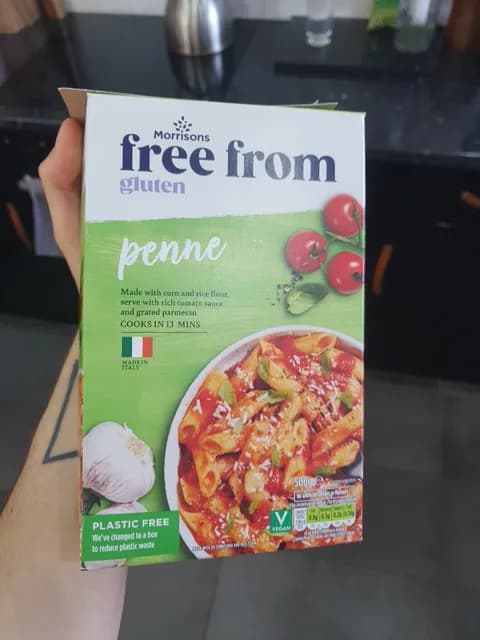 Morrisons
free from
gluten
penne
Made with corn and rice flour,
serve with rich tomato sauce
and grated parmesan
COOKS IN 13 MINS
MADE IN
ITALY
500g
PLASTIC FREE
We've changed to a box
to reduce plastic waste
V
VEGAN